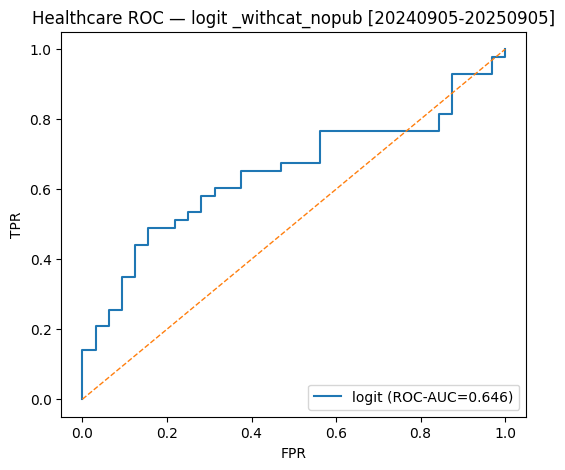 Healthcare ROC — logit _withcat_nopub [20240905-20250905]
1.0
0.8
0.6
0.4
0.2
0.0
TPR
logit (ROC-AUC=0.646)
0.0 0.2 0.4 0.6 0.8 1.0
FPR